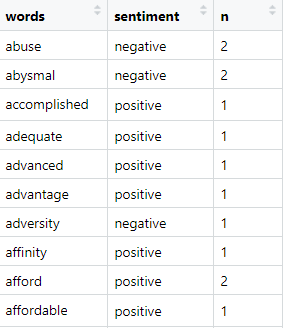 words sentiment n
abuse negative 2
abysmal negative 2
accomplished positive 1
adequate positive 1
advanced positive 1
advantage positive 1
adversity negative 1
affinity positive 1
afford positive 2
affordable positive 1